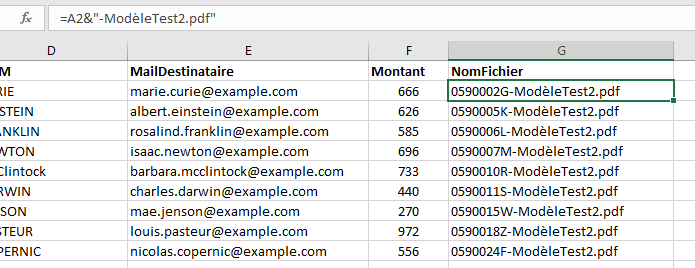 fx =A2&"-ModèleTest2.pdf"
D E F G
M MailDestinataire Montant NomFichier
RIE marie.curie@example.com 666 0590002G-ModèleTest2.pdf
STEIN albert.einstein@example.com 626 0590005K-ModèleTest2.pdf
NKLIN rosalind.franklin@example.com 585 0590006L-ModèleTest2.pdf
WTON isaac.newton@example.com 696 0590007M-ModèleTest2.pdf
Clintock barbara.mcclintock@example.com 733 0590010R-ModèleTest2.pdf
RWIN charles.darwin@example.com 440 0590011S-ModèleTest2.pdf
SON mae.jenson@example.com 270 0590015W-ModèleTest2.pdf
STEUR louis.pasteur@example.com 972 0590018Z-ModèleTest2.pdf
PERNIC nicolas.copernic@example.com 556 0590024F-ModèleTest2.pdf